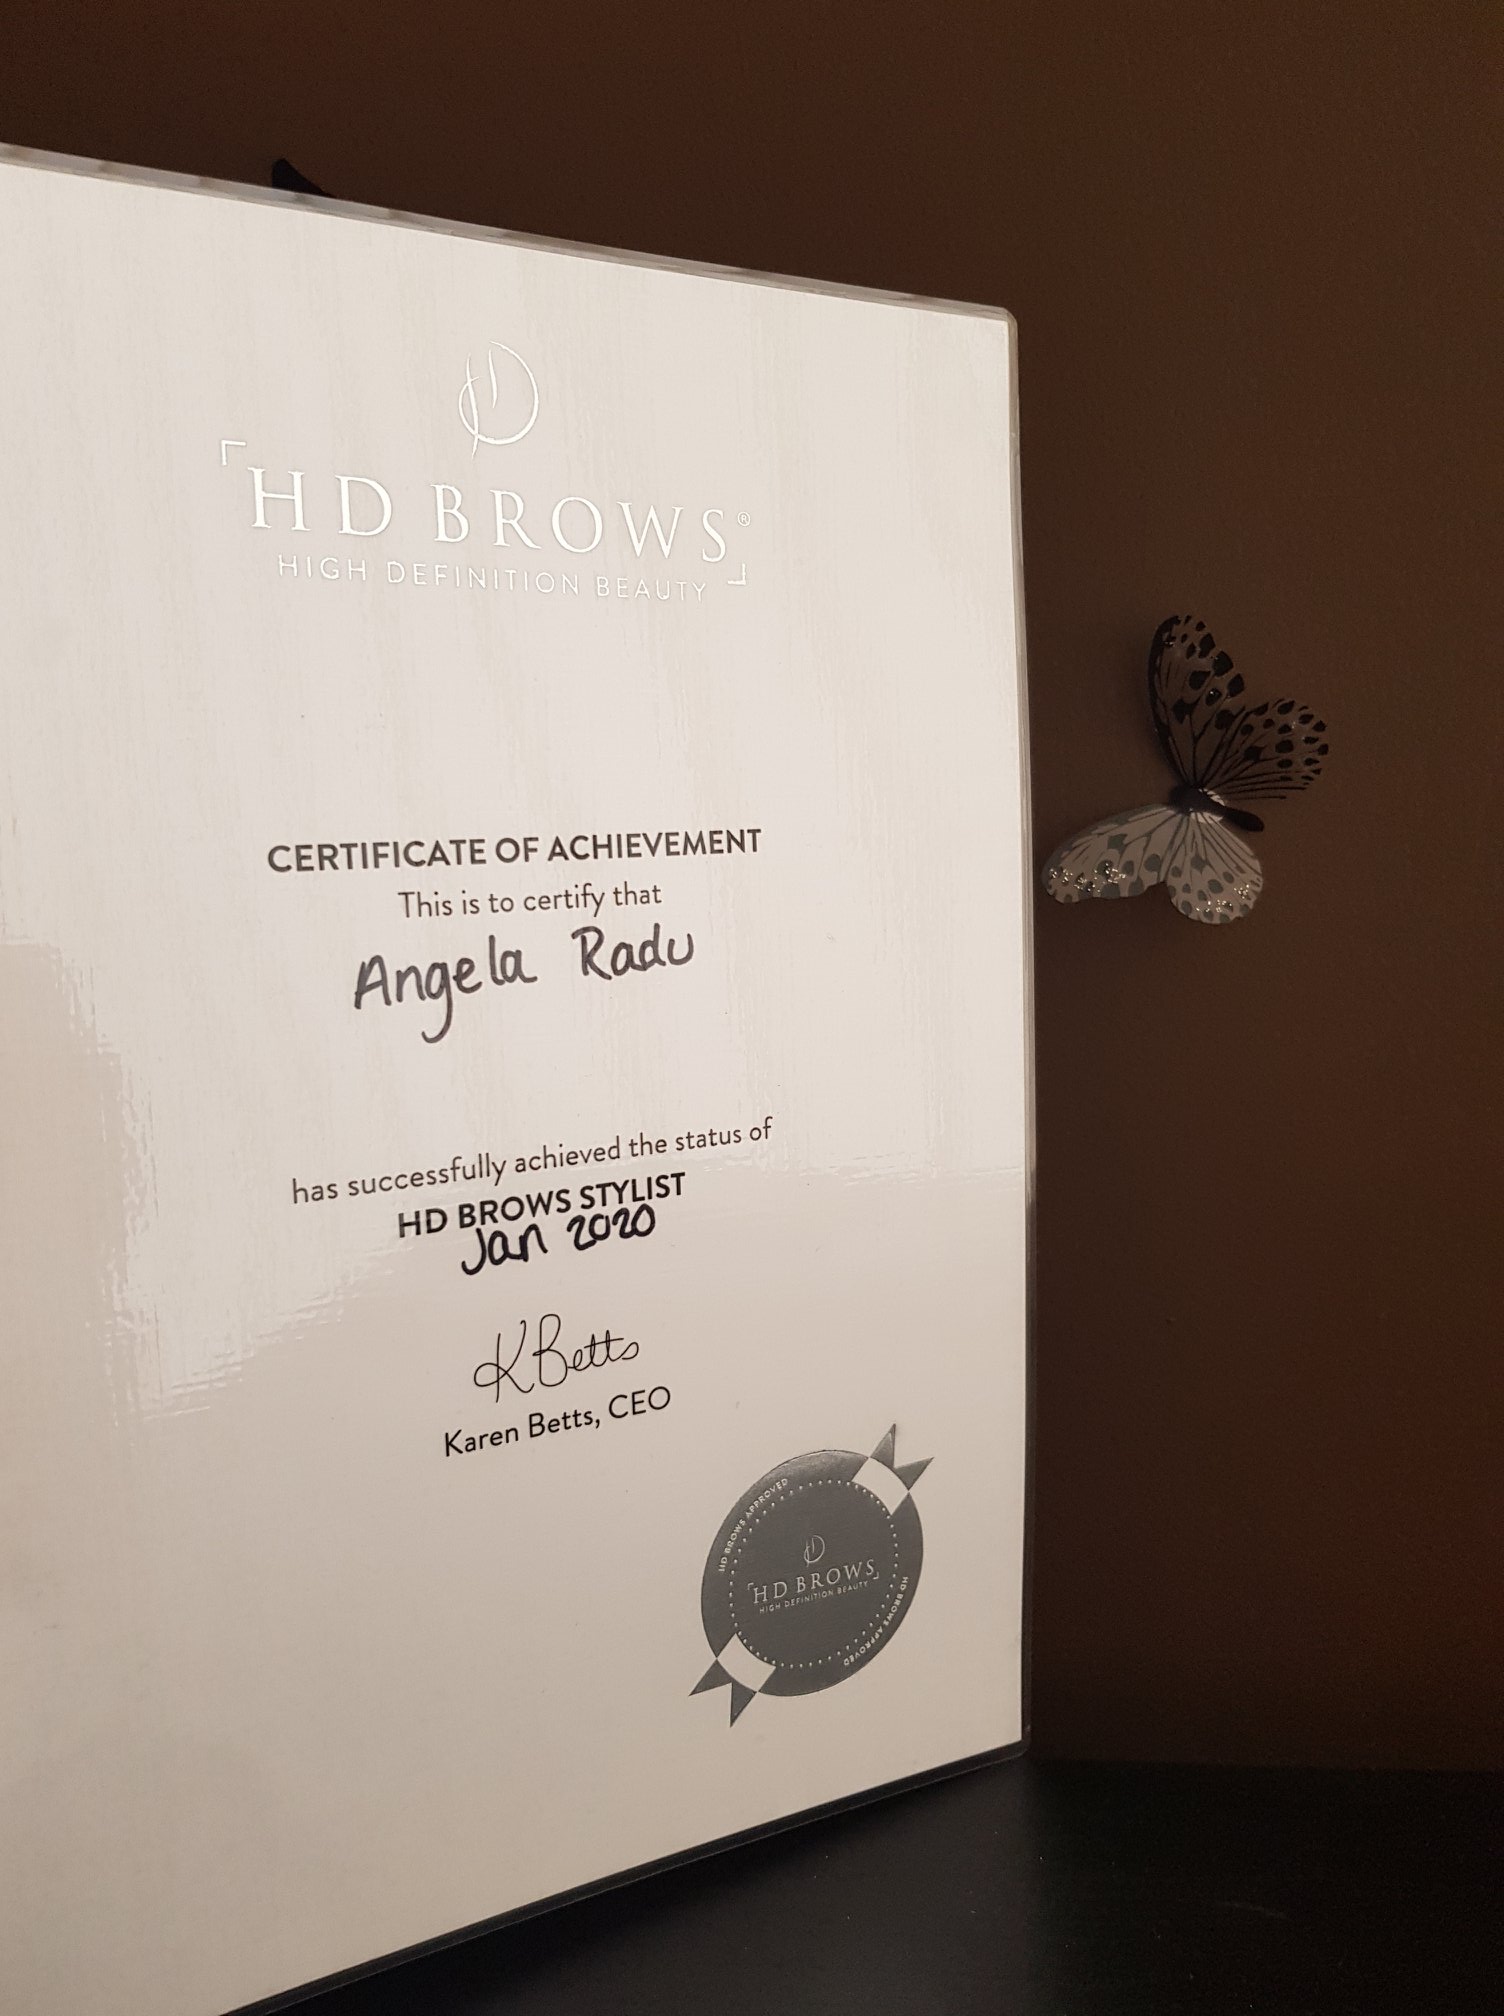 HD BROWS®
HIGH DEFINITION BEAUTY
CERTIFICATE OF ACHIEVEMENT
This is to certify that
Angela Radu
has successfully achieved the status of
HD BROWS STYLIST
Jan 2020
K Betts
Karen Betts, CEO
HD BROWS APPROVED
HD BROWS
HIGH DEFINITION BEAUTY
HD BROWS APPROVED